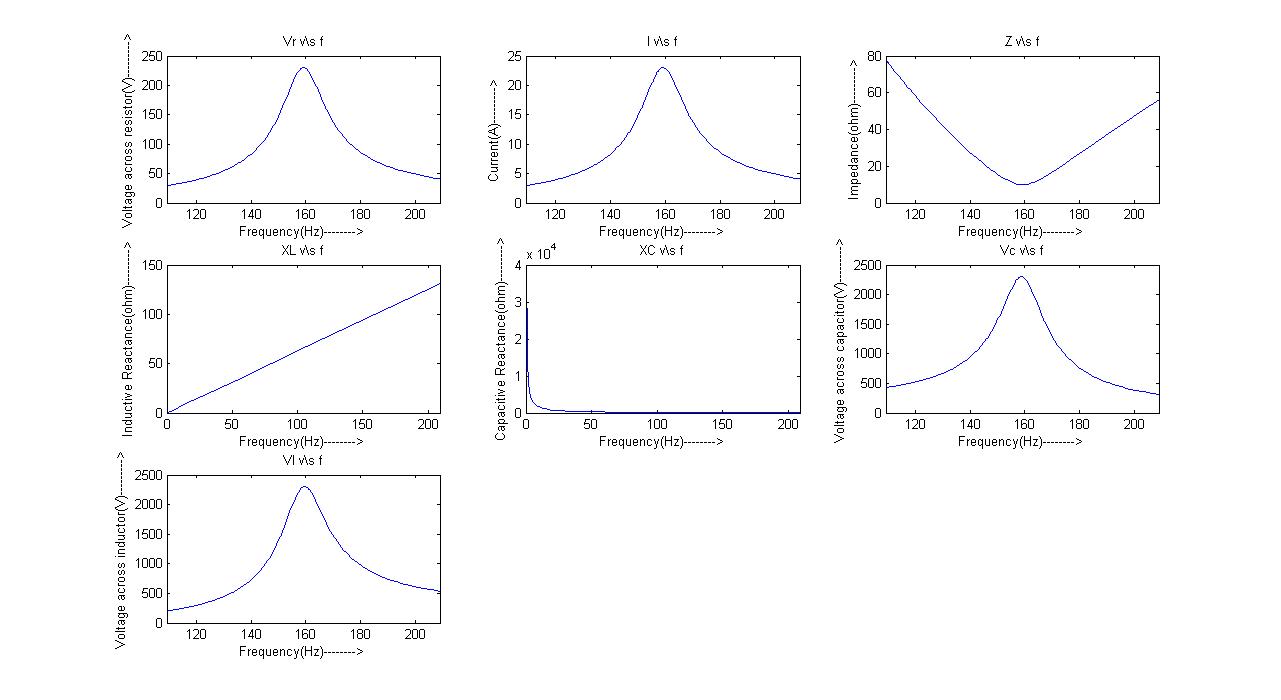 Vr v\s f
Voltage across resistor(V)-------->
250
200
150
100
50
0
120 140 160 180 200
Frequency(Hz)-------->
I v\s f
Current(A)-------->
25
20
15
10
5
0
120 140 160 180 200
Frequency(Hz)-------->
Z v\s f
Impedance(ohm)-------->
80
60
40
20
0
120 140 160 180 200
Frequency(Hz)-------->
XL v\s f
Inductive Reactance(ohm)-------->
150
100
50
0
0 50 100 150 200
Frequency(Hz)-------->
XC v\s f
x 10^4
Capacitive Reactance(ohm)-------->
4
3
2
1
0
0 50 100 150 200
Frequency(Hz)-------->
Vc v\s f
Voltage across capacitor(V)-------->
2500
2000
1500
1000
500
0
120 140 160 180 200
Frequency(Hz)-------->
Vl v\s f
Voltage across inductor(V)-------->
2500
2000
1500
1000
500
0
120 140 160 180 200
Frequency(Hz)-------->